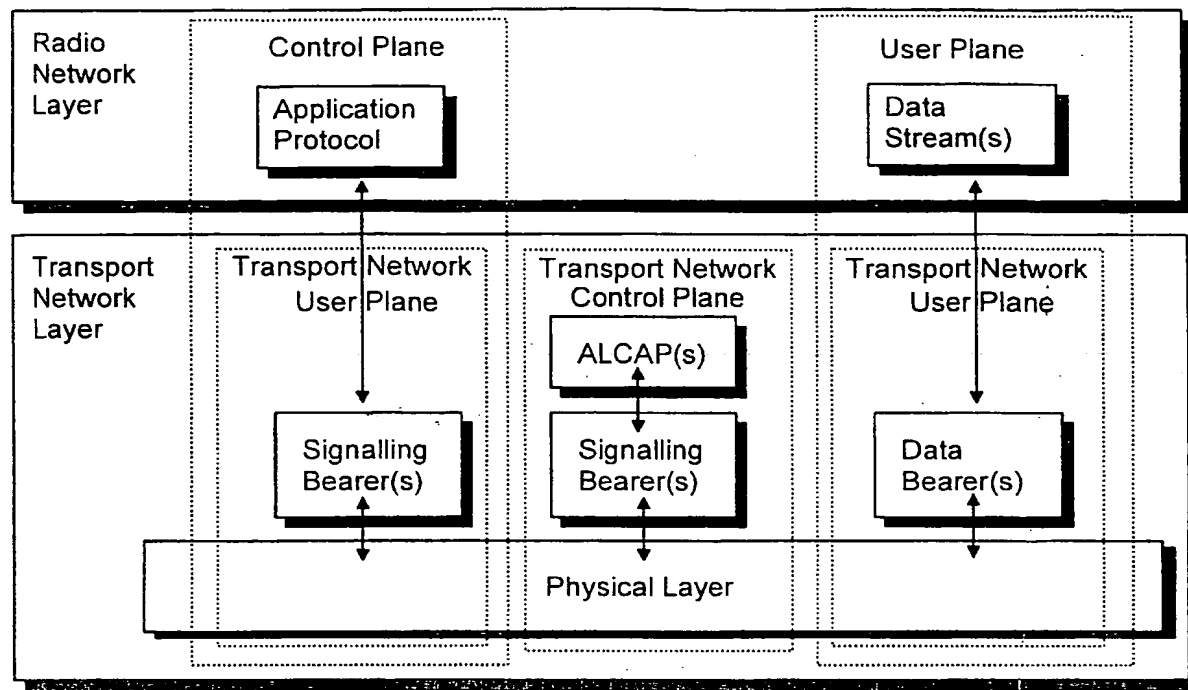 Radio
Network
Layer
Control Plane
Application
Protocol
User Plane
Data
Stream(s)
Transport
Network
Layer
Transport Network
User Plane
Transport Network
Control Plane
Transport Network
User Plane
ALCAP(s)
Signalling
Bearer(s)
Signalling
Bearer(s)
Data
Bearer(s)
Physical Layer